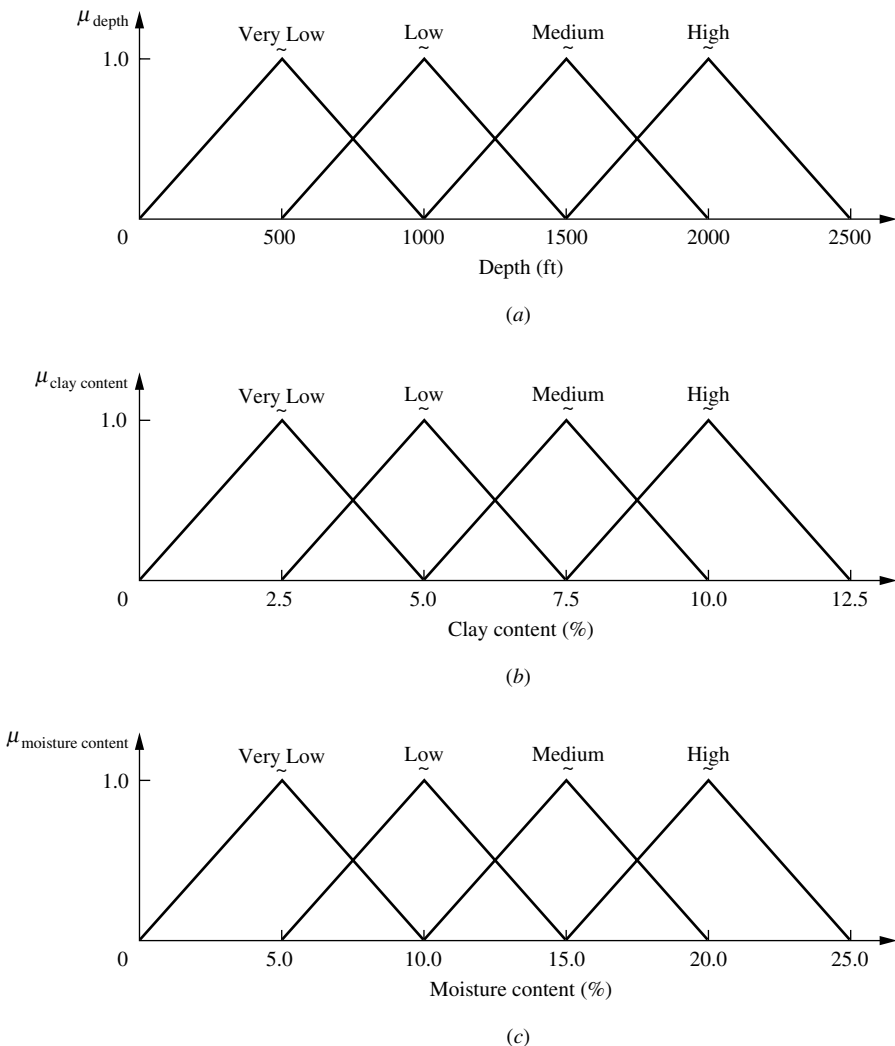 μ depth
Very Low Low Medium High
~ ~ ~ ~
1.0
0 500 1000 1500 2000 2500
Depth (ft)
(a)
μ clay content
Very Low Low Medium High
~ ~ ~ ~
1.0
0 2.5 5.0 7.5 10.0 12.5
Clay content (%)
(b)
μ moisture content
Very Low Low Medium High
~ ~ ~ ~
1.0
0 5.0 10.0 15.0 20.0 25.0
Moisture content (%)
(c)